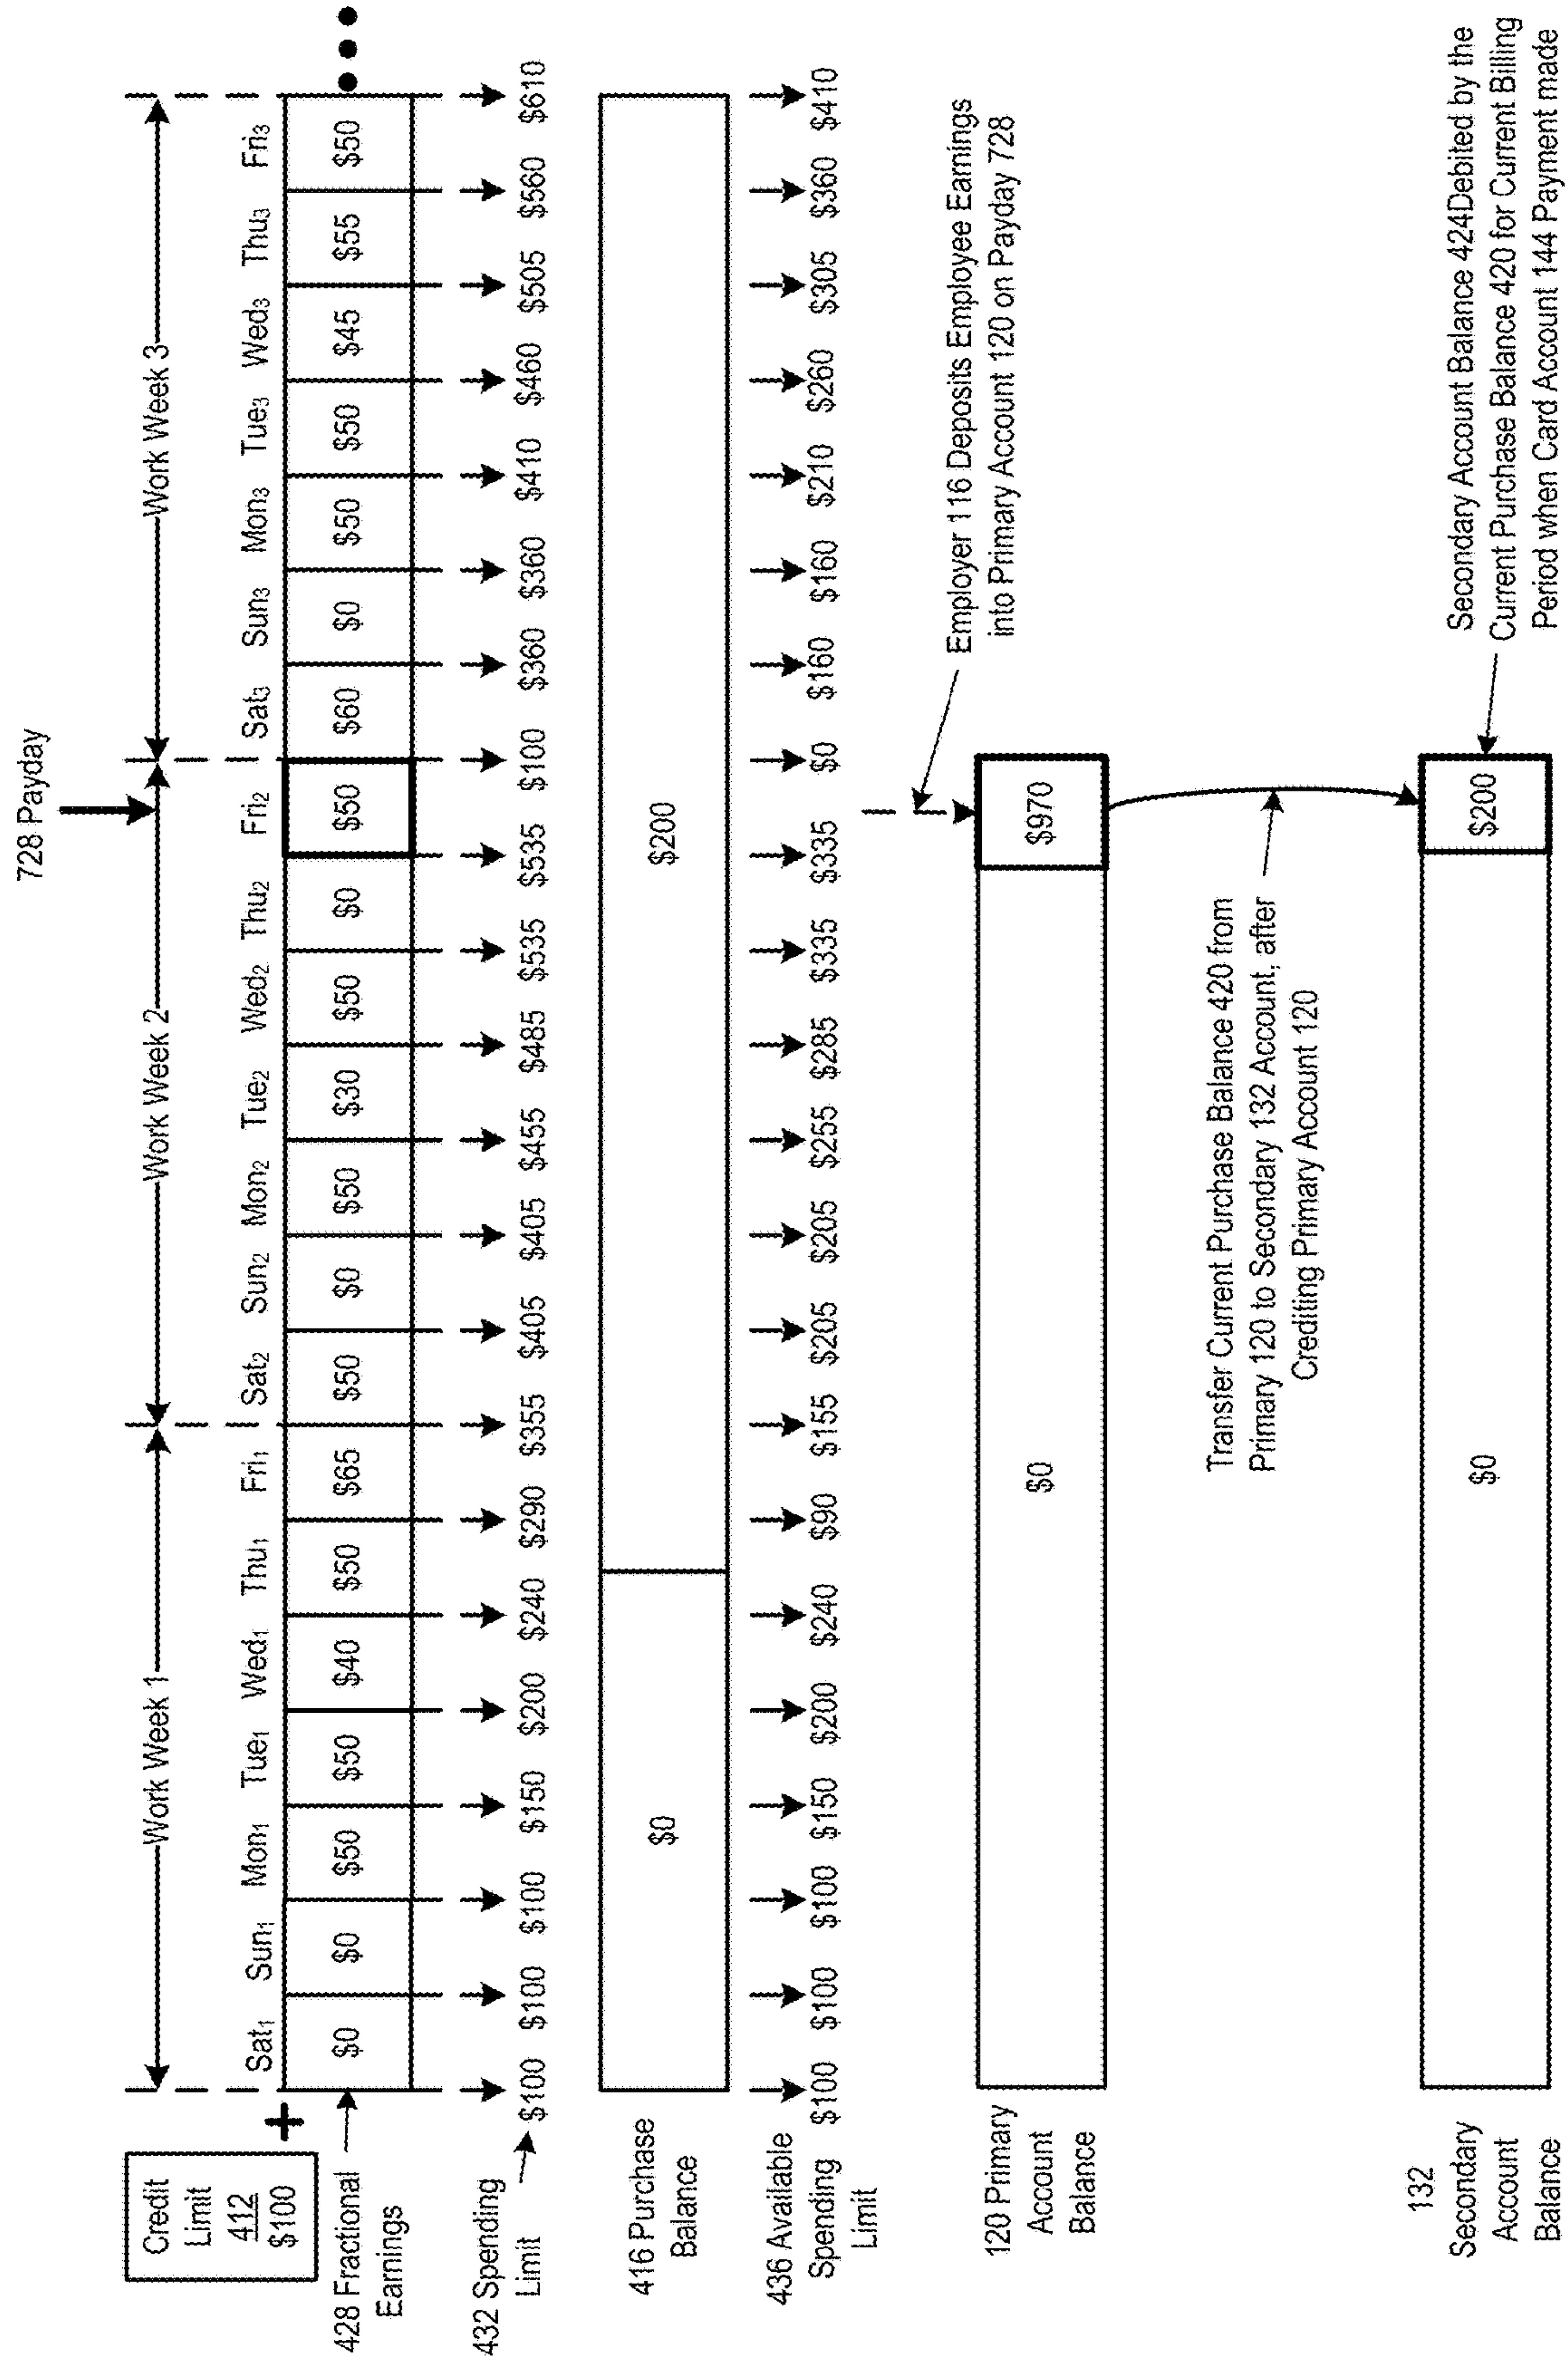 728 Payday
Work Week 1
Work Week 2
Work Week 3
Credit
Limit
412
$100
+
Sat1 Sun1 Mon1 Tue1 Wed1 Thu1 Fri1 Sat2 Sun2 Mon2 Tue2 Wed2 Thu2 Fri2 Sat3 Sun3 Mon3 Tue3 Wed3 Thu3 Fri3
428 Fractional
Earnings
$0 $0 $50 $50 $40 $50 $65 $50 $0 $50 $30 $50 $0 $50 $60 $0 $50 $50 $45 $55 $50
432 Spending
Limit
$100 $100 $100 $150 $200 $240 $290 $355 $405 $405 $455 $485 $535 $535 $100 $360 $360 $410 $460 $505 $560 $610
416 Purchase
Balance
$0 $200
436 Available
Spending
Limit
$100 $100 $100 $150 $200 $240 $90 $155 $205 $205 $255 $285 $335 $335 $0 $160 $160 $210 $260 $305 $360 $410
Employer 116 Deposits Employee Earnings
into Primary Account 120 on Payday 728
120 Primary
Account
Balance
$0 $970
Transfer Current Purchase Balance 420 from
Primary 120 to Secondary 132 Account, after
Crediting Primary Account 120
132
Secondary
Account
Balance
$0 $200
Secondary Account Balance 424Debited by the
Current Purchase Balance 420 for Current Billing
Period when Card Account 144 Payment made